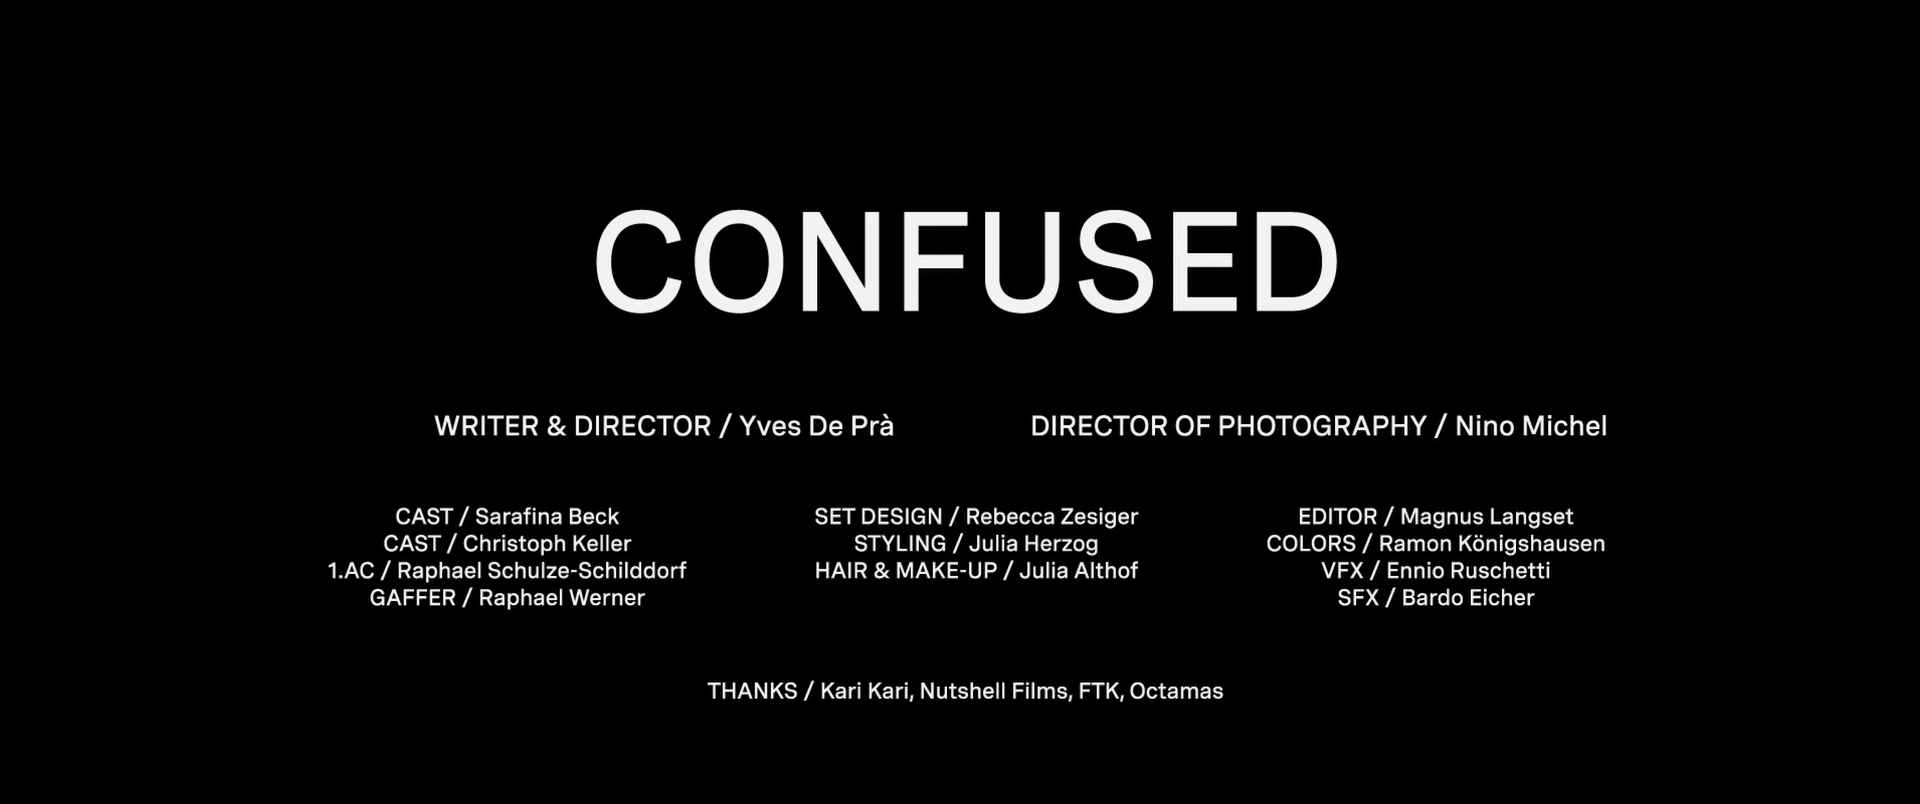 CONFUSED
WRITER & DIRECTOR / Yves De Prà
DIRECTOR OF PHOTOGRAPHY / Nino Michel
CAST / Sarafina Beck
CAST / Christoph Keller
1.AC / Raphael Schulze-Schilddorf
GAFFER / Raphael Werner
SET DESIGN / Rebecca Zesiger
STYLING / Julia Herzog
HAIR & MAKE-UP / Julia Althof
EDITOR / Magnus Langset
COLORS / Ramon Königshausen
VFX / Ennio Ruschetti
SFX / Bardo Eicher
THANKS / Kari Kari, Nutshell Films, FTK, Octamas